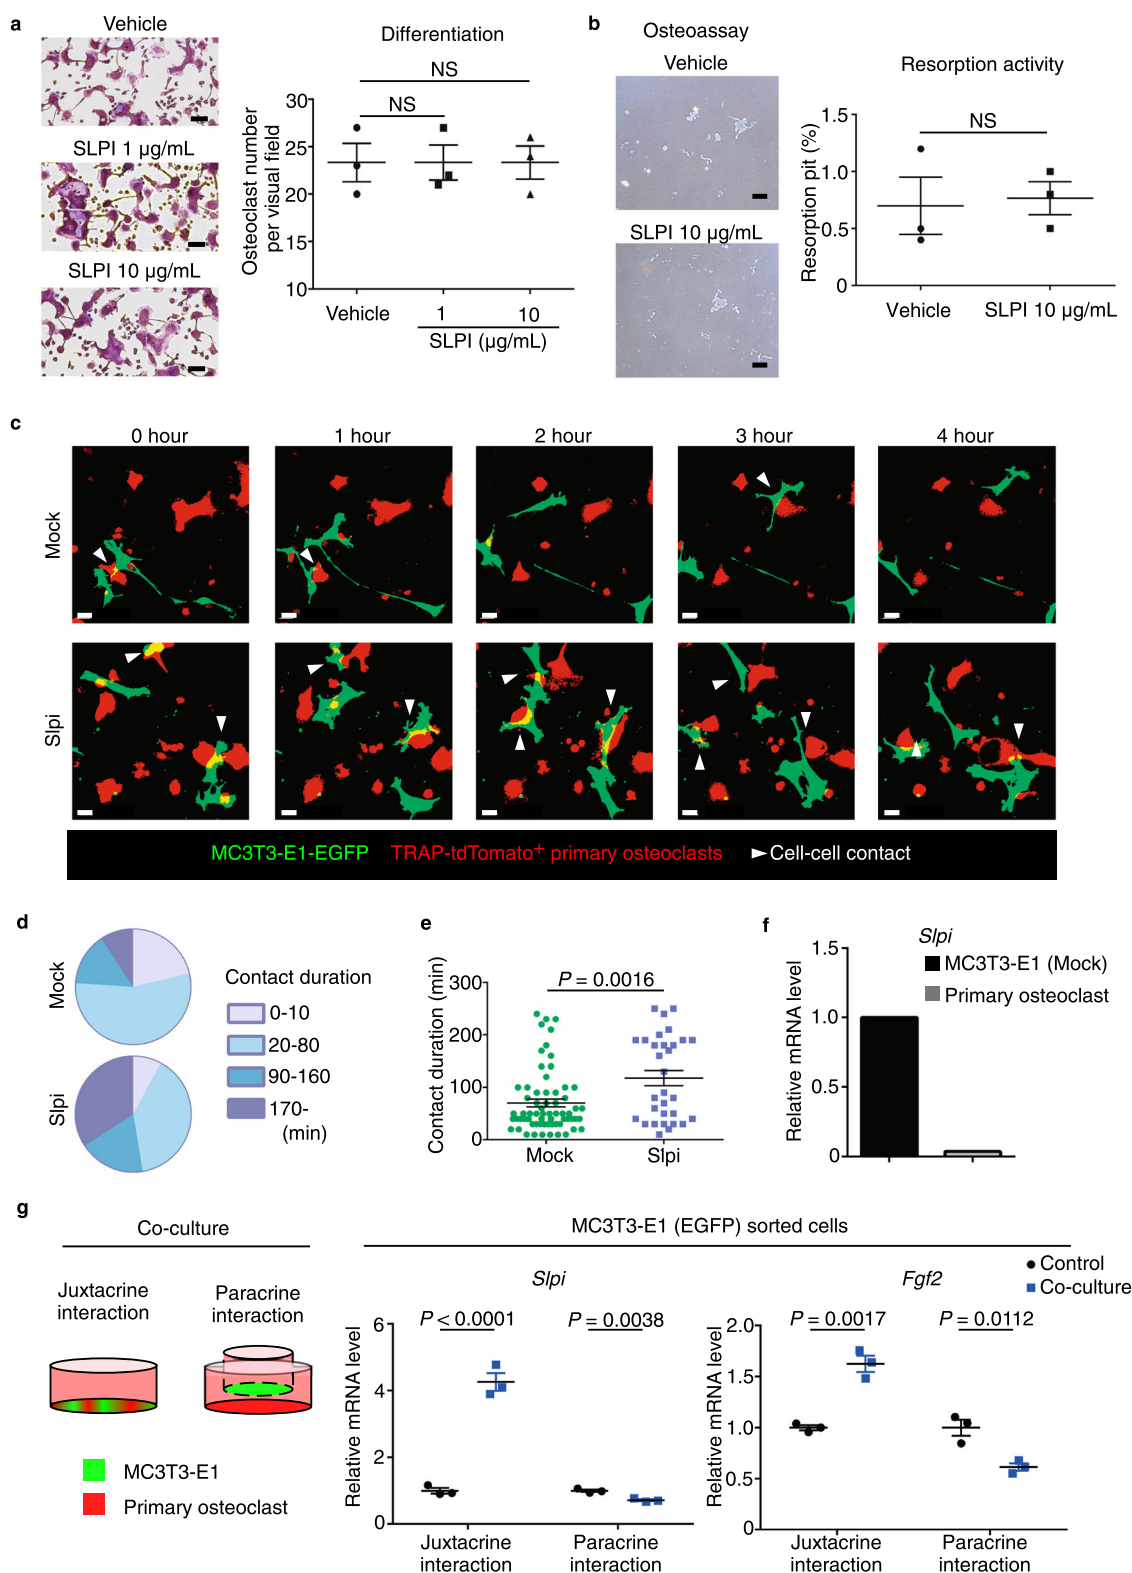 a
Vehicle
SLPI 1 µg/mL
SLPI 10 µg/mL
Differentiation
NS
NS
Osteoclast number
per visual field
30
25
20
15
10
Vehicle
1
10
SLPI (µg/mL)
b
Osteoassay
Vehicle
SLPI 10 µg/mL
Resorption activity
NS
Resorption pit (%)
1.5
1.0
0.5
0
Vehicle
SLPI 10 µg/mL
c
0 hour
1 hour
2 hour
3 hour
4 hour
Mock
Slpi
MC3T3-E1-EGFP
TRAP-tdTomato+ primary osteoclasts
Cell-cell contact
d
Mock
Slpi
Contact duration
0-10
20-80
90-160
170-
(min)
e
Contact duration (min)
P = 0.0016
300
200
100
0
Mock
Slpi
f
Slpi
MC3T3-E1 (Mock)
Primary osteoclast
Relative mRNA level
1.5
1.0
0.5
0
g
Co-culture
Juxtacrine
interaction
Paracrine
interaction
MC3T3-E1
Primary osteoclast
MC3T3-E1 (EGFP) sorted cells
Control
Co-culture
Slpi
P < 0.0001
P = 0.0038
Relative mRNA level
6
4
2
0
Juxtacrine
interaction
Paracrine
interaction
Fgf2
P = 0.0017
P = 0.0112
Relative mRNA level
2.0
1.5
1.0
0.5
0
Juxtacrine
interaction
Paracrine
interaction